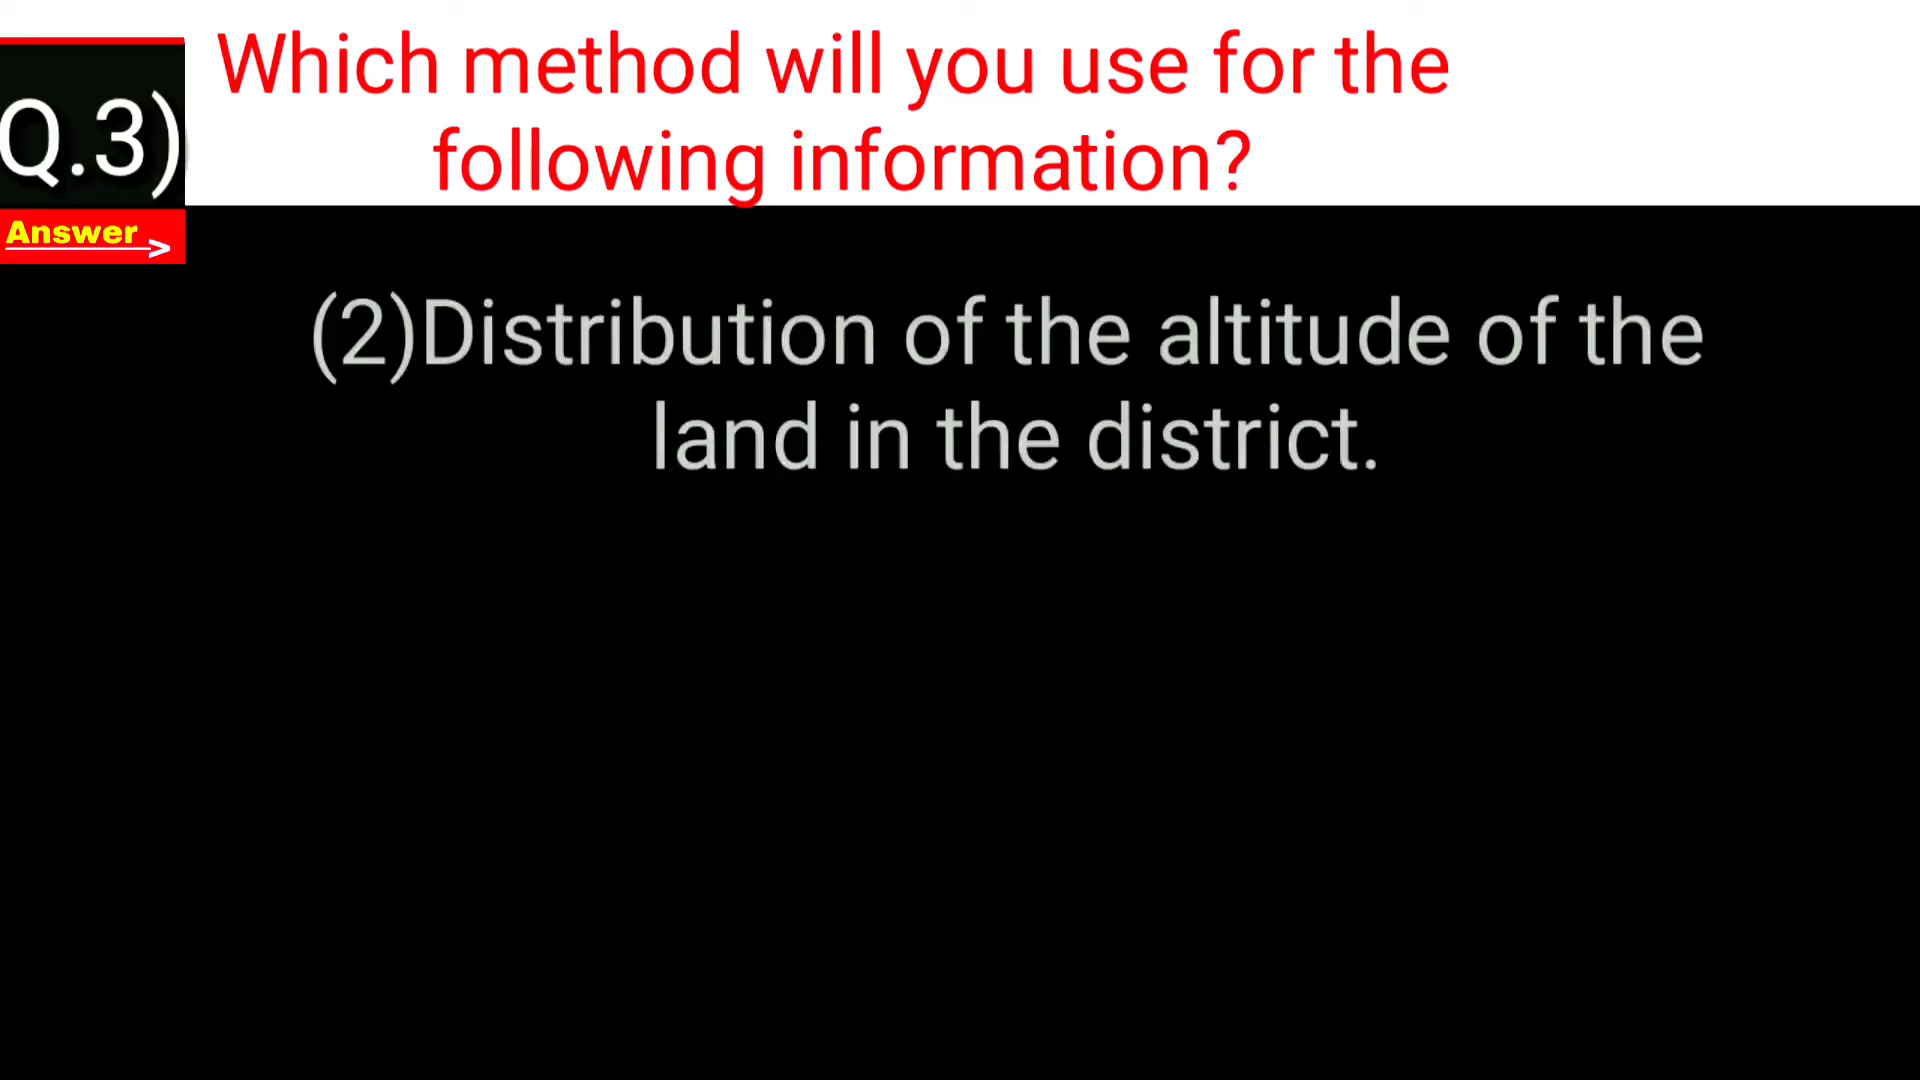 Which method will you use for the
Q.3)
following information?
Answer
(2)Distribution of the altitude of the
land in the district.